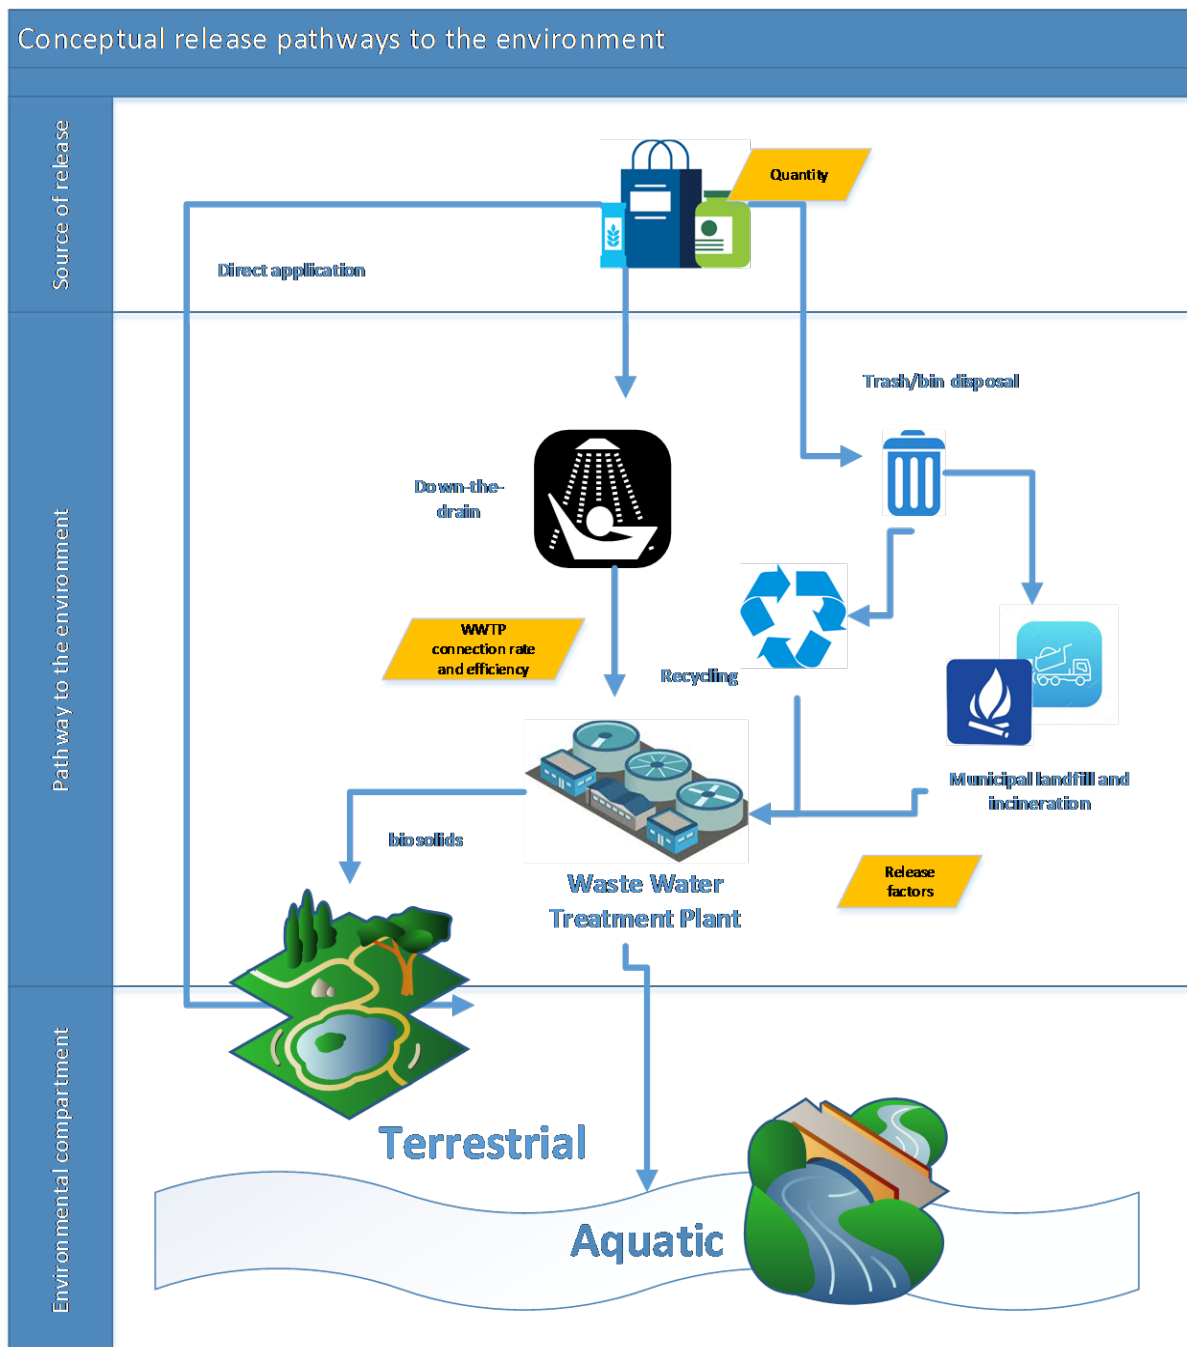 Conceptual release pathways to the environment
Source of release
Quantity
Direct application
Pathway to the environment
Trash/bin disposal
Down-the-
drain
WWTP
connection rate
and efficiency
Recycling
Municipal landfill and
incineration
biosolids
Waste Water
Treatment Plant
Release
factors
Environmental compartment
Terrestrial
Aquatic